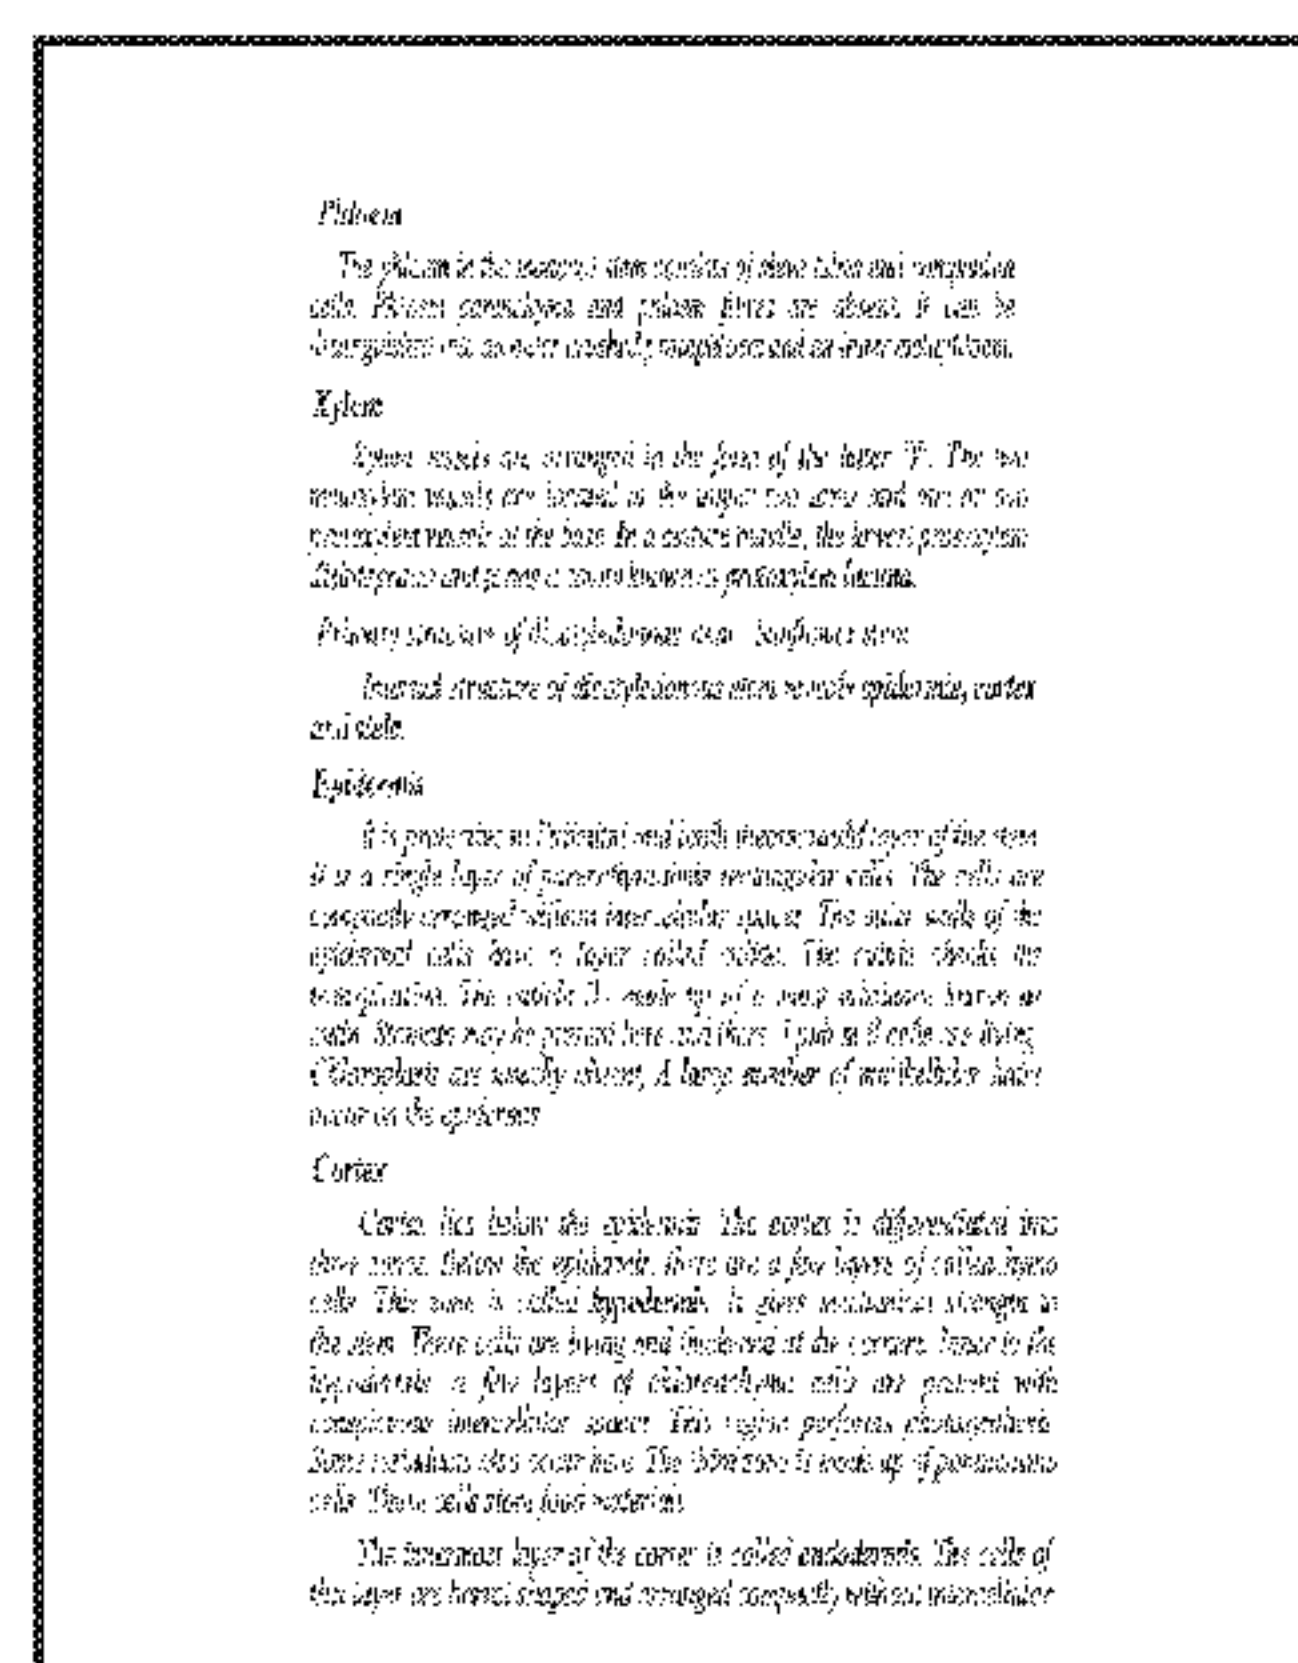 Phloem
The phloem in the monocot stem consists of sieve tubes and companion
cells. Phloem parenchyma and phloem fibres are absent. It can be
distinguished into an outer crushed protophloem and an inner metaphloem.
Xylem
Xylem vessels are arranged in the form of the letter 'Y'. The two
metaxylem vessels are located at the upper two arms and one or two
protoxylem vessels at the base. In a mature bundle, the lowest protoxylem
disintegrates and forms a cavity known as protoxylem lacuna.
Primary structure of dicotyledonous stem - Sunflower stem
Internal structure of dicotyledonous stem reveals epidermis, cortex
and stele.
Epidermis
It is protective in function and forms the outermost layer of the stem.
It is a single layer of parenchymatous rectangular cells. The cells are
compactly arranged without intercellular spaces. The outer walls of the
epidermal cells have a layer called cuticle. The cuticle checks the
transpiration. The cuticle is made up of a waxy substance known as
cutin. Stomata may be present here and there. Epidermal cells are living.
Chloroplasts are usually absent. A large number of multicellular hairs
occur on the epidermis.
Cortex
Cortex lies below the epidermis. The cortex is differentiated into
three zones. Below the epidermis, there are a few layers of collenchyma
cells. This zone is called hypodermis. It gives mechanical strength to
the stem. These cells are living and thickened at the corners. Inner to the
hypodermis, a few layers of chlorenchyma cells are present with
conspicuous intercellular spaces. This region performs photosynthesis.
Some resin ducts also occur here. The third zone is made up of parenchyma
cells. These cells store food materials.
The innermost layer of the cortex is called endodermis. The cells of
this layer are barrel shaped and arranged compactly without intercellular